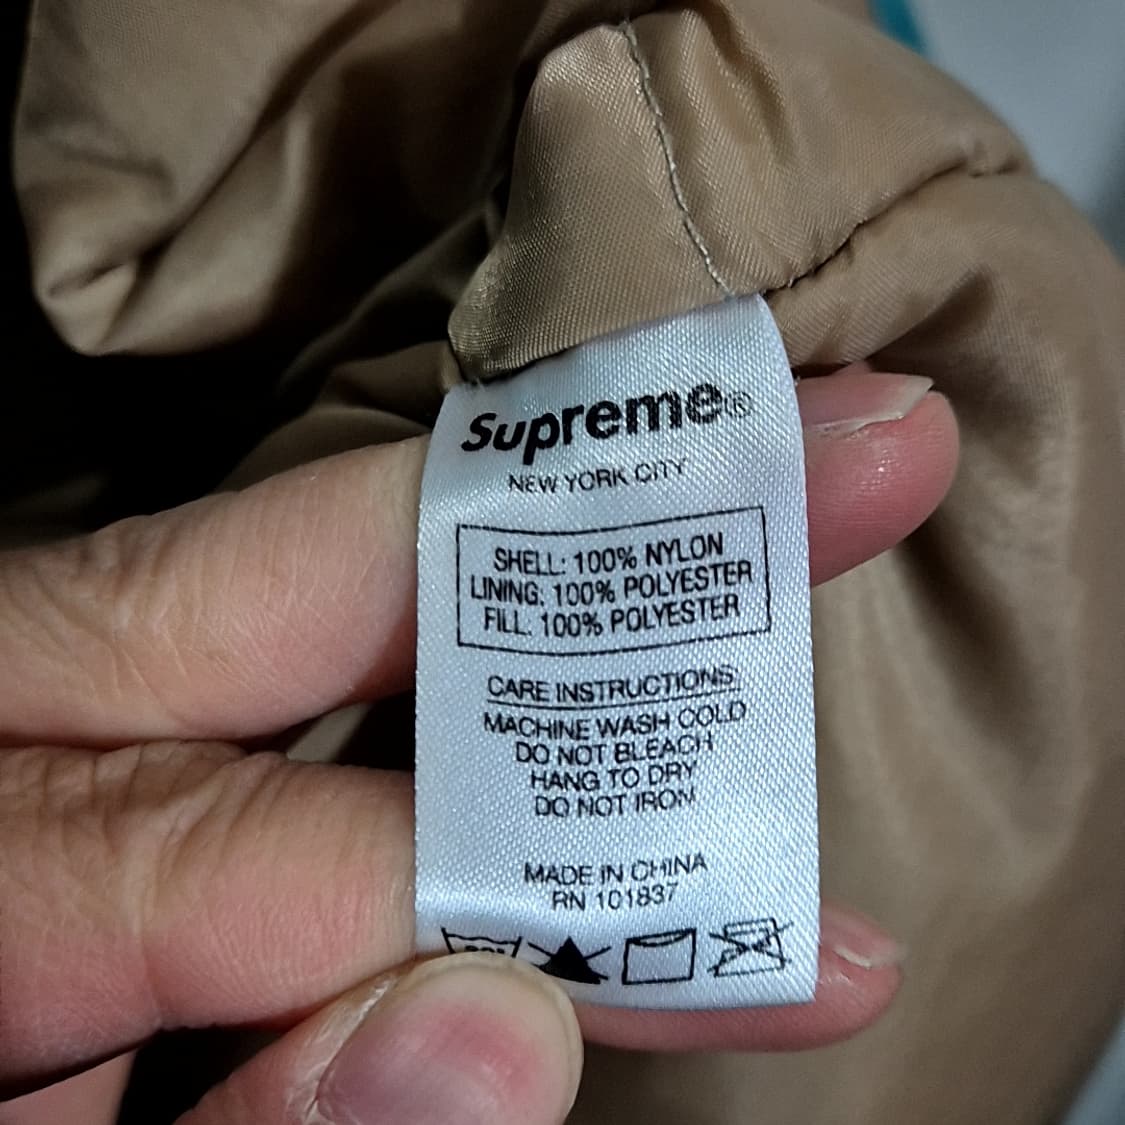 Supreme®
NEW YORK CITY
SHELL: 100% NYLON
LINING: 100% POLYESTER
FILL: 100% POLYESTER
CARE INSTRUCTIONS:
MACHINE WASH COLD
DO NOT BLEACH
HANG TO DRY
DO NOT IRON
MADE IN CHINA
RN 101837